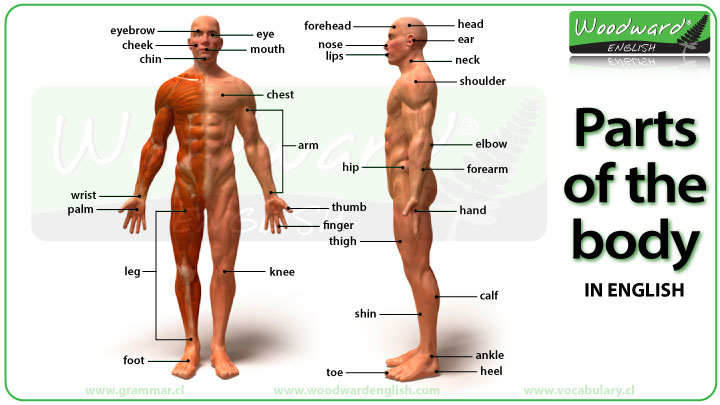 eyebrow
eye
cheek
mouth
chin
chest
arm
wrist
palm
thumb
finger
leg
knee
foot
forehead
head
nose
ear
lips
neck
shoulder
elbow
hip
forearm
hand
thigh
calf
shin
ankle
toe
heel
Woodward®
ENGLISH
Parts
of the
body
IN ENGLISH
Woodward®
ENGLISH
www.grammar.cl
www.woodwardenglish.com
www.vocabulary.cl